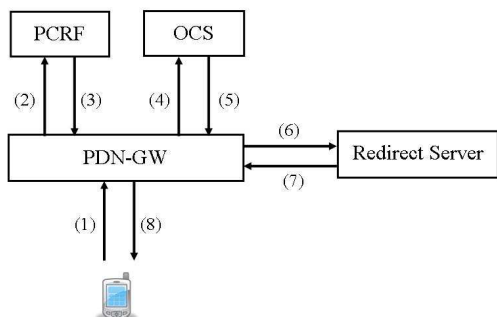 PCRF
OCS
(2)
(3)
(4)
(5)
(6)
PDN-GW
Redirect Server
(7)
(1)
(8)